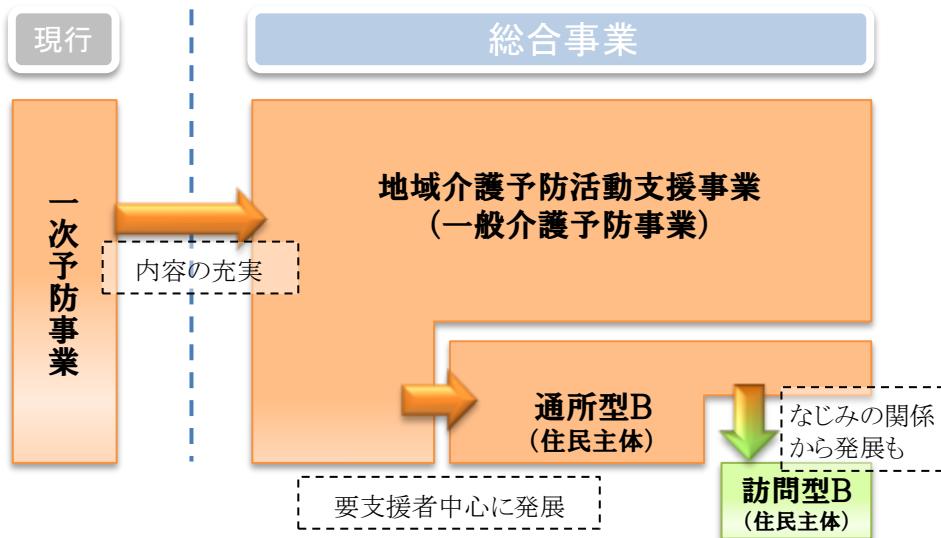 現行
総合事業
一次予防事業
内容の充実
地域介護予防活動支援事業
(一般介護予防事業)
通所型B
(住民主体)
要支援者中心に発展
なじみの関係
から発展も
訪問型B
(住民主体)